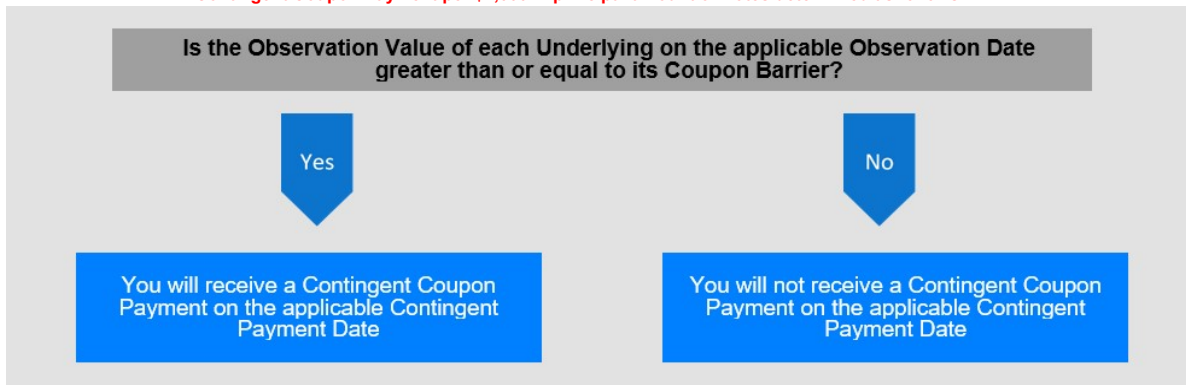 Is the Observation Value of each Underlying on the applicable Observation Date
greater than or equal to its Coupon Barrier?
Yes
No
You will receive a Contingent Coupon
Payment on the applicable Contingent
Payment Date
You will not receive a Contingent Coupon
Payment on the applicable Contingent
Payment Date